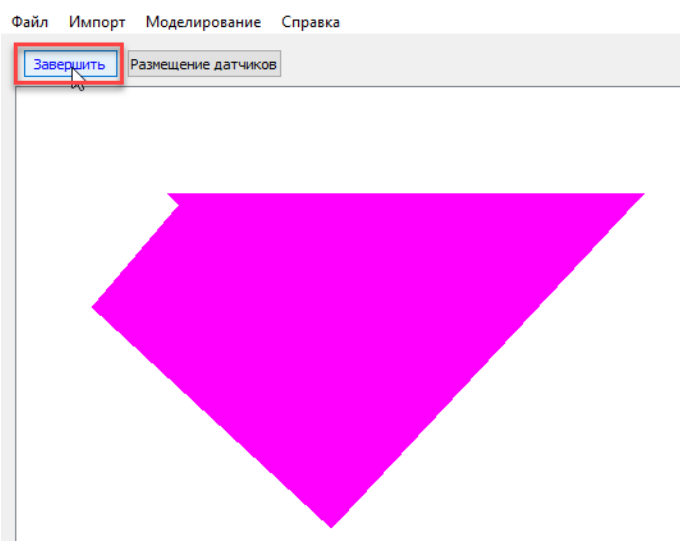 Файл Импорт Моделирование Справка
Завершить Размещение датчиков